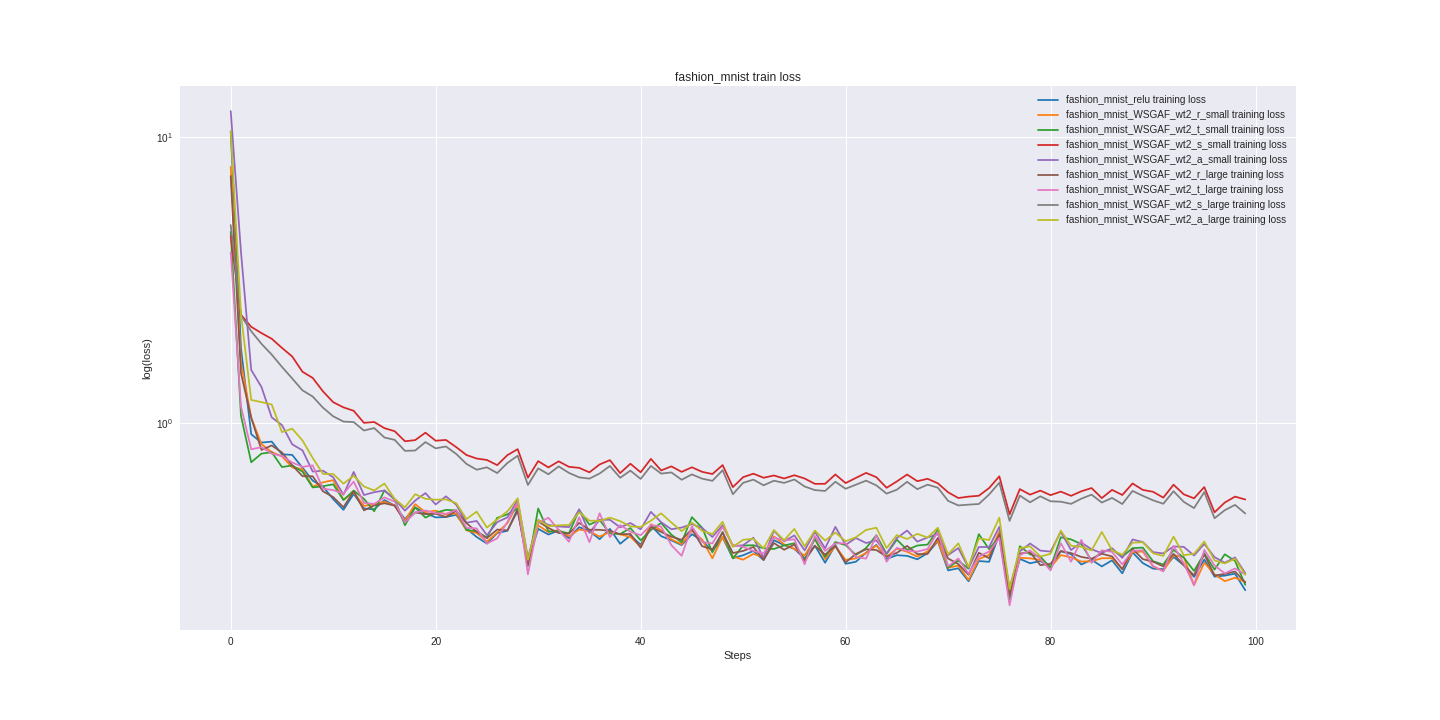 fashion_mnist train loss
fashion_mnist_relu training loss
fashion_mnist_WSGAF_wt2_r_small training loss
fashion_mnist_WSGAF_wt2_t_small training loss
fashion_mnist_WSGAF_wt2_s_small training loss
fashion_mnist_WSGAF_wt2_a_small training loss
fashion_mnist_WSGAF_wt2_r_large training loss
fashion_mnist_WSGAF_wt2_t_large training loss
fashion_mnist_WSGAF_wt2_s_large training loss
fashion_mnist_WSGAF_wt2_a_large training loss
10¹
log(loss)
10⁰
0 20 40 60 80 100
Steps